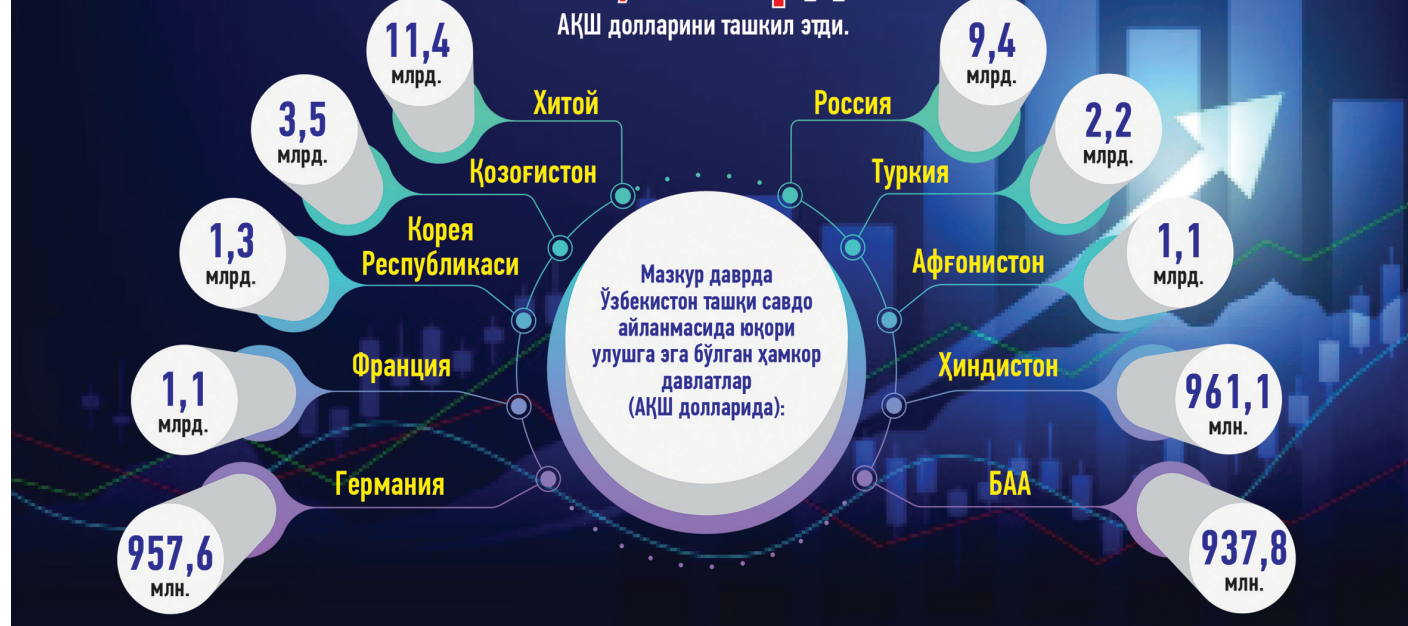 АҚШ долларини ташкил этди.
11,4
млрд.
Хитой
9,4
млрд.
Россия
3,5
млрд.
Қозоғистон
2,2
млрд.
Туркия
1,3
млрд.
Корея
Республикаси
1,1
млрд.
Афғонистон
Мазкур даврда
Ўзбекистон ташқи савдо
айланмасида юқори
улушга эга бўлган ҳамкор
давлатлар
(АҚШ долларида):
1,1
млрд.
Франция
961,1
млн.
Ҳиндистон
957,6
млн.
Германия
937,8
млн.
БАА